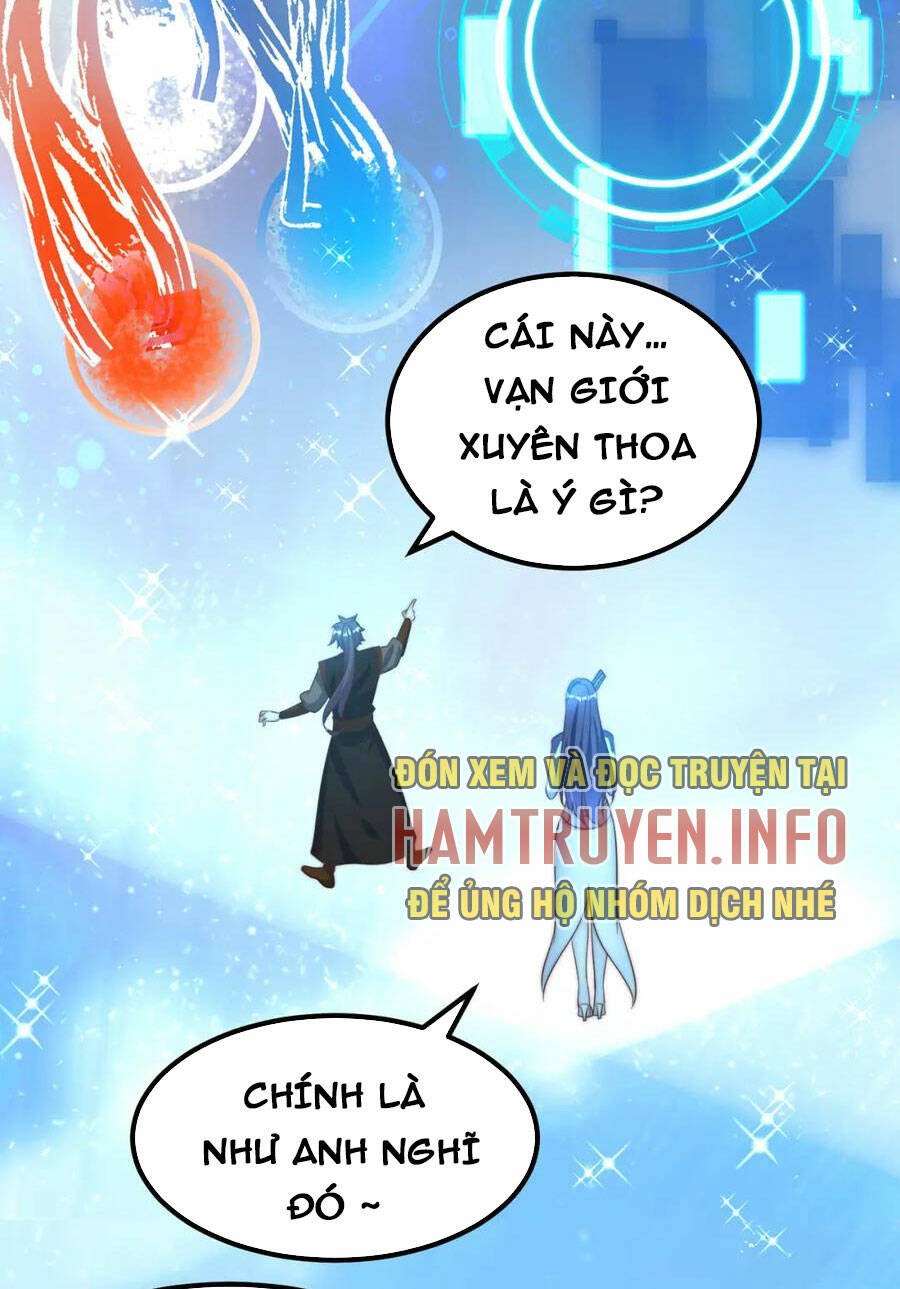 CÁI NÀY...
VẠN GIỚI
XUYÊN THOA
LÀ Ý GÌ?
ĐÓN XEM VÀ ĐỌC TRUYỆN TẠI
HAMTRUYEN.INFO
ĐỂ ỦNG HỘ NHÓM DỊCH NHÉ
CHÍNH LÀ
NHƯ ANH NGHĨ
ĐÓ ~